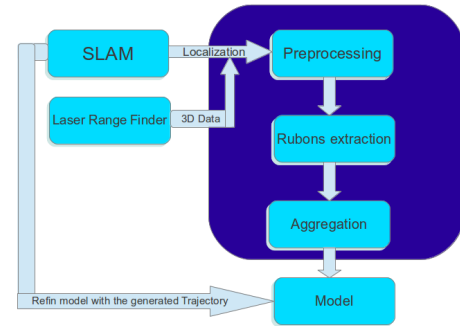 SLAM
Localization
Preprocessing
Laser Range Finder
3D Data
Rubons extraction
Aggregation
Refin model with the generated Trajectory
Model